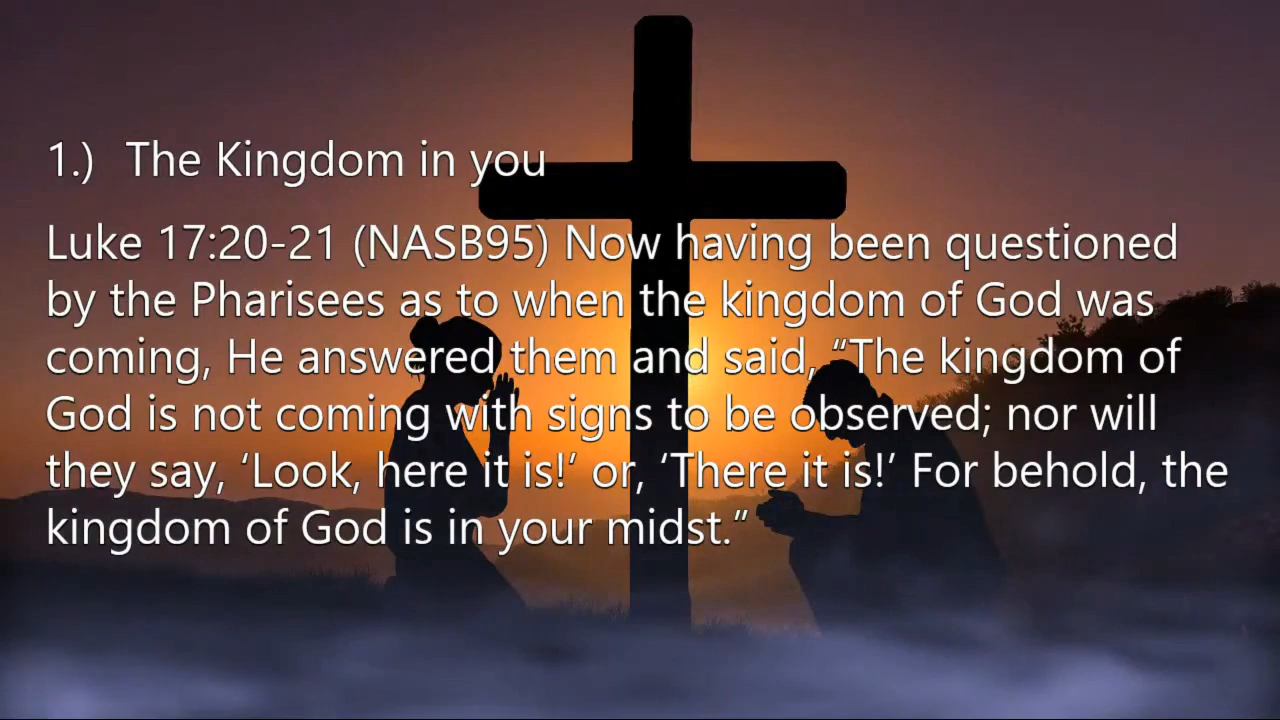 1.) The Kingdom in you
Luke 17:20-21 (NASB95) Now having been questioned
by the Pharisees as to when the kingdom of God was
coming, He answered them and said, “The kingdom of
God is not coming with signs to be observed; nor will
they say, ‘Look, here it is!’ or, ‘There it is!’ For behold, the
kingdom of God is in your midst.”